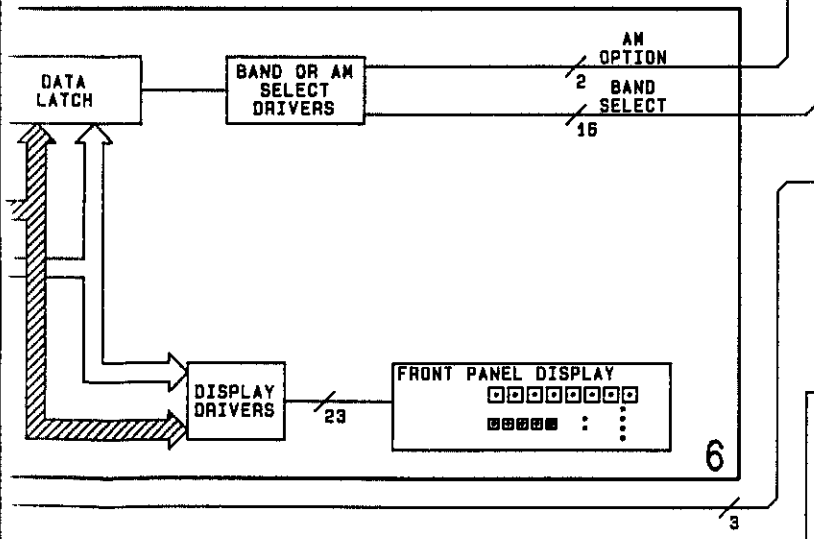 AM
OPTION
2
BAND
SELECT
16
DATA
LATCH
BAND OR AM
SELECT
DRIVERS
DISPLAY
DRIVERS
23
FRONT PANEL DISPLAY
6
3